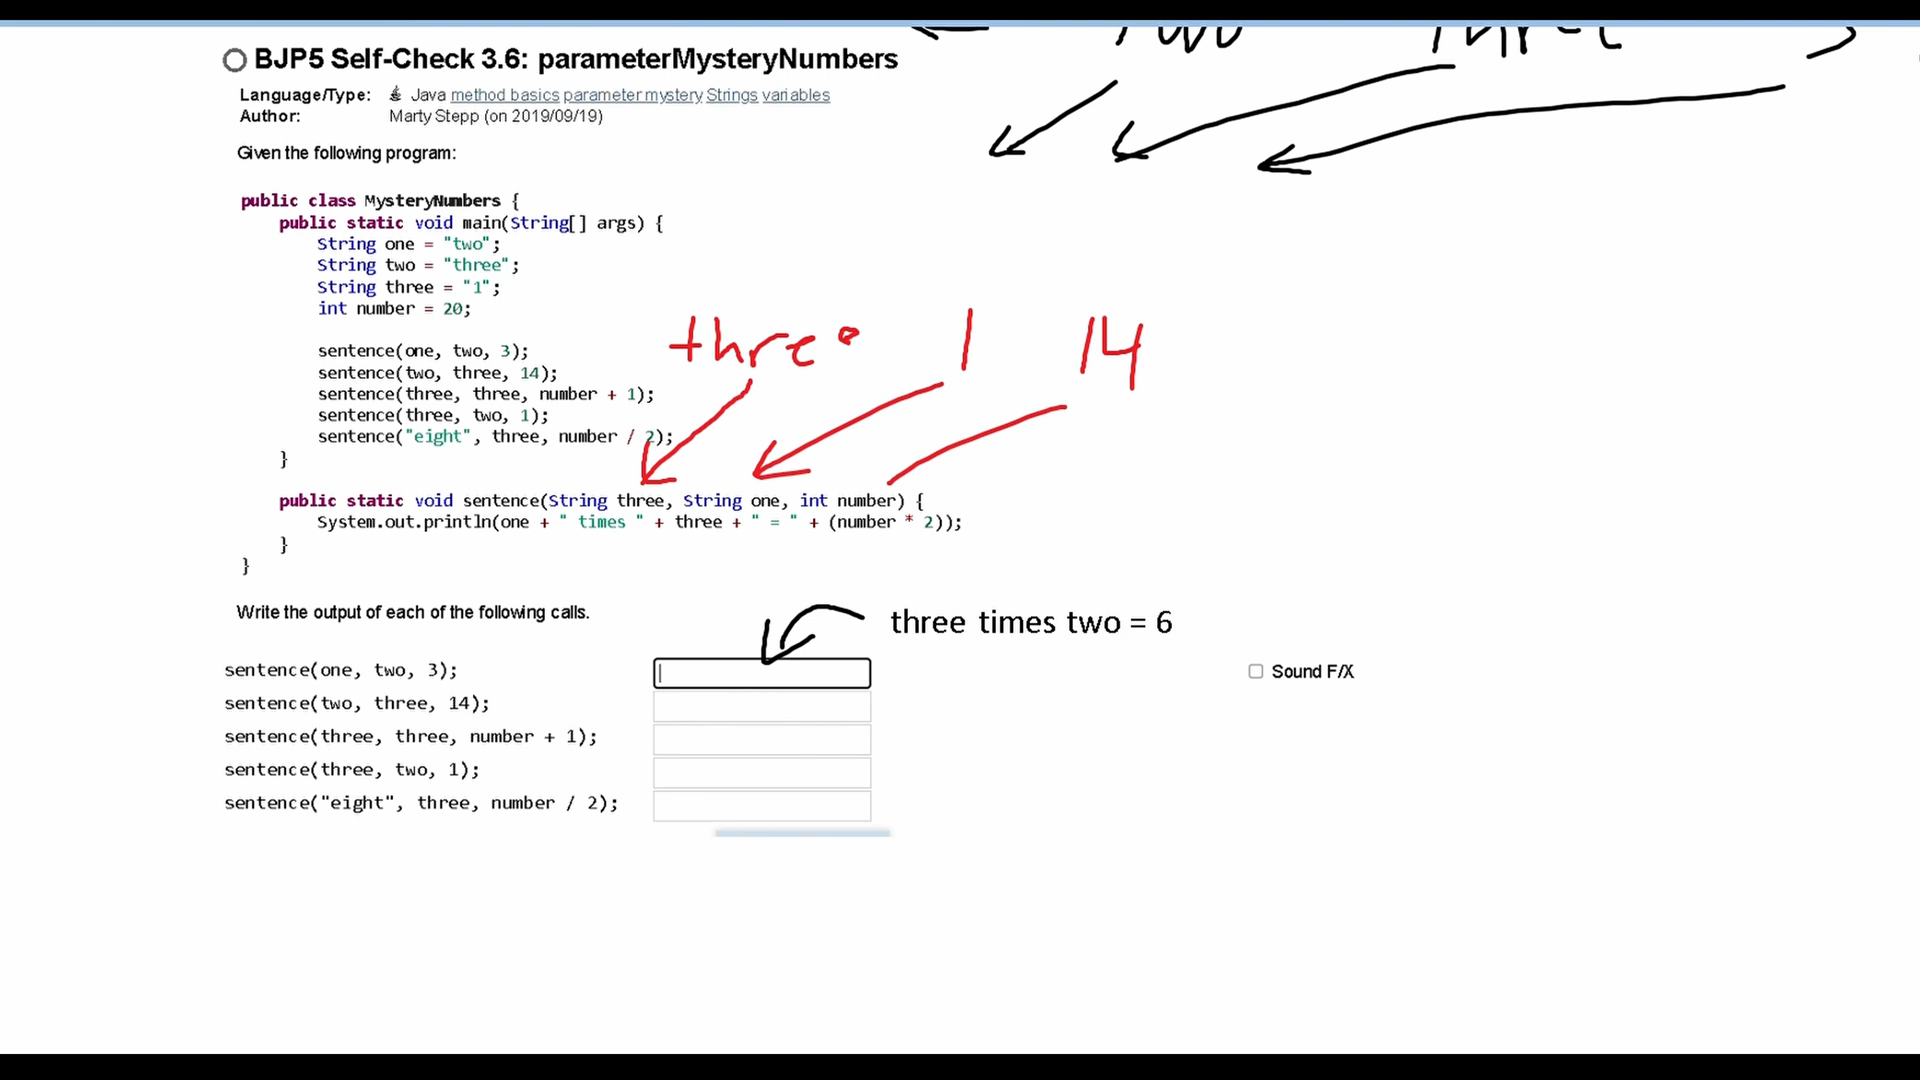 two three 3
BJP5 Self-Check 3.6: parameterMysteryNumbers
Language/Type: Java method basics parameter mystery Strings variables
Author: Marty Stepp (on 2019/09/19)
Given the following program:
public class MysteryNumbers {
public static void main(String[] args) {
String one = "two";
String two = "three";
String three = "1";
int number = 20;
three 1 14
sentence(one, two, 3);
sentence(two, three, 14);
sentence(three, three, number + 1);
sentence(three, two, 1);
sentence("eight", three, number / 2);
}
public static void sentence(String three, String one, int number) {
System.out.println(one + " times " + three + " = " + (number * 2));
}
}
Write the output of each of the following calls.
three times two = 6
sentence(one, two, 3);
Sound F/X
sentence(two, three, 14);
sentence(three, three, number + 1);
sentence(three, two, 1);
sentence("eight", three, number / 2);